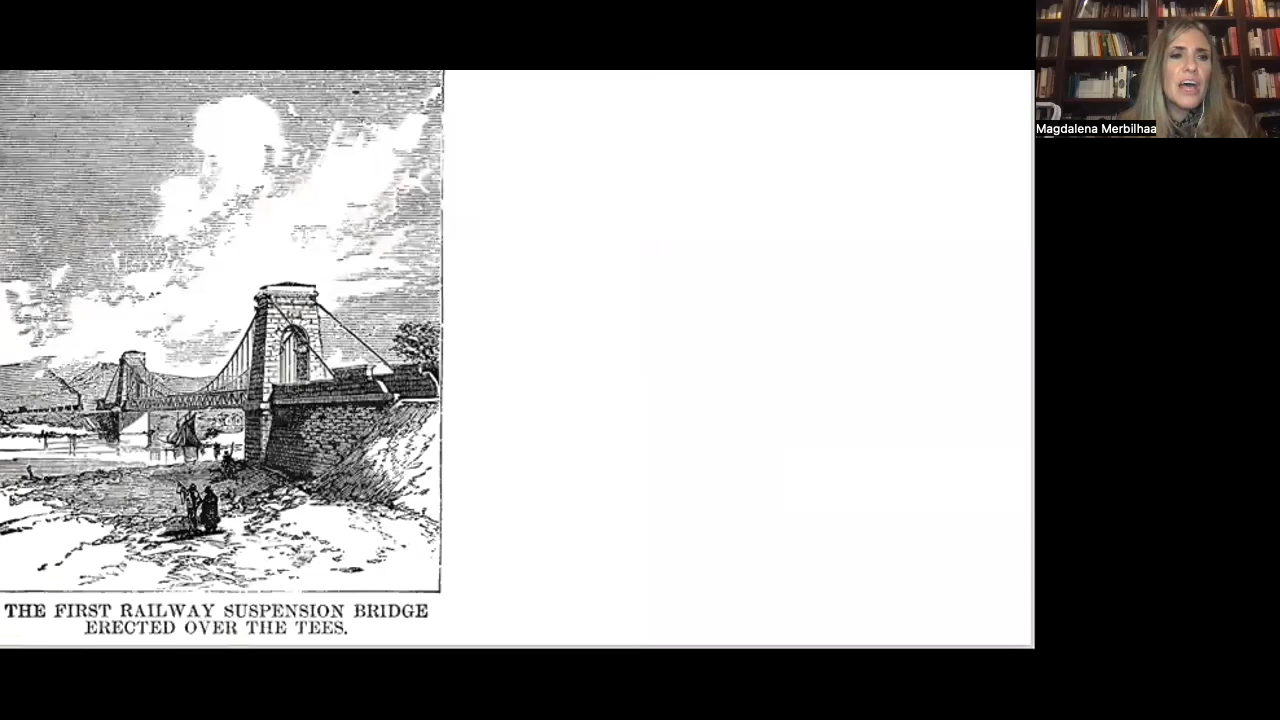 Magdalena Merbilhaa
THE FIRST RAILWAY SUSPENSION BRIDGE
ERECTED OVER THE TEES.